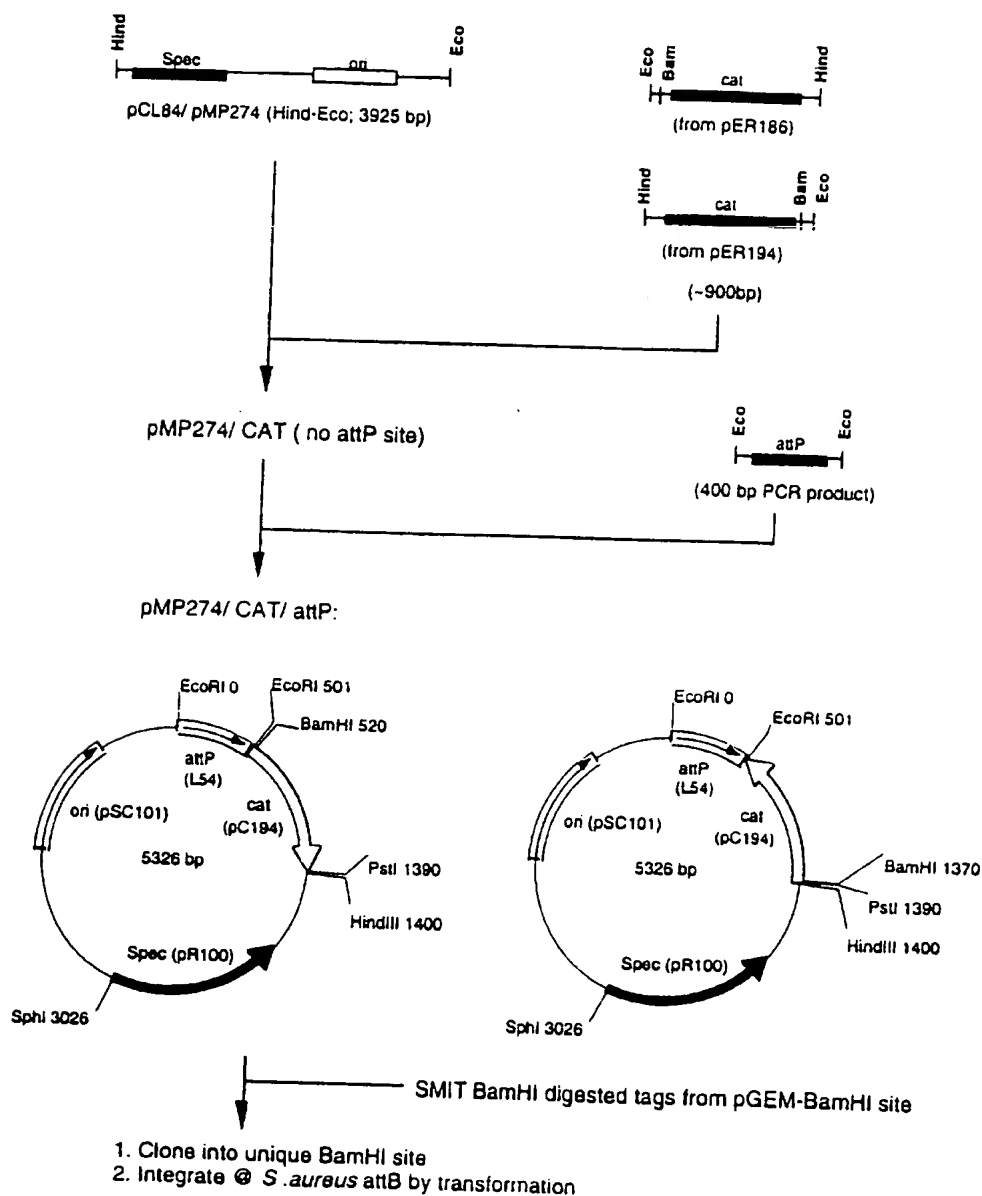 Hind
Spec
ori
Eco
pCL84/ pMP274 (Hind-Eco; 3925 bp)
Eco
Bam
cat
Hind
(from pER186)
Hind
cat
Bam
Eco
(from pER194)
(~900bp)
pMP274/ CAT ( no attP site)
Eco
attP
Eco
(400 bp PCR product)
pMP274/ CAT/ attP:
EcoRI 0
EcoRI 501
BamHI 520
attP
(L54)
cat
(pC194)
ori (pSC101)
5326 bp
PstI 1390
HindIII 1400
Spec (pR100)
SphI 3026
EcoRI 0
EcoRI 501
attP
(L54)
cat
(pC194)
ori (pSC101)
5326 bp
BamHI 1370
PstI 1390
HindIII 1400
Spec (pR100)
SphI 3026
SMIT BamHI digested tags from pGEM-BamHI site
1. Clone into unique BamHI site
2. Integrate @ S .aureus attB by transformation